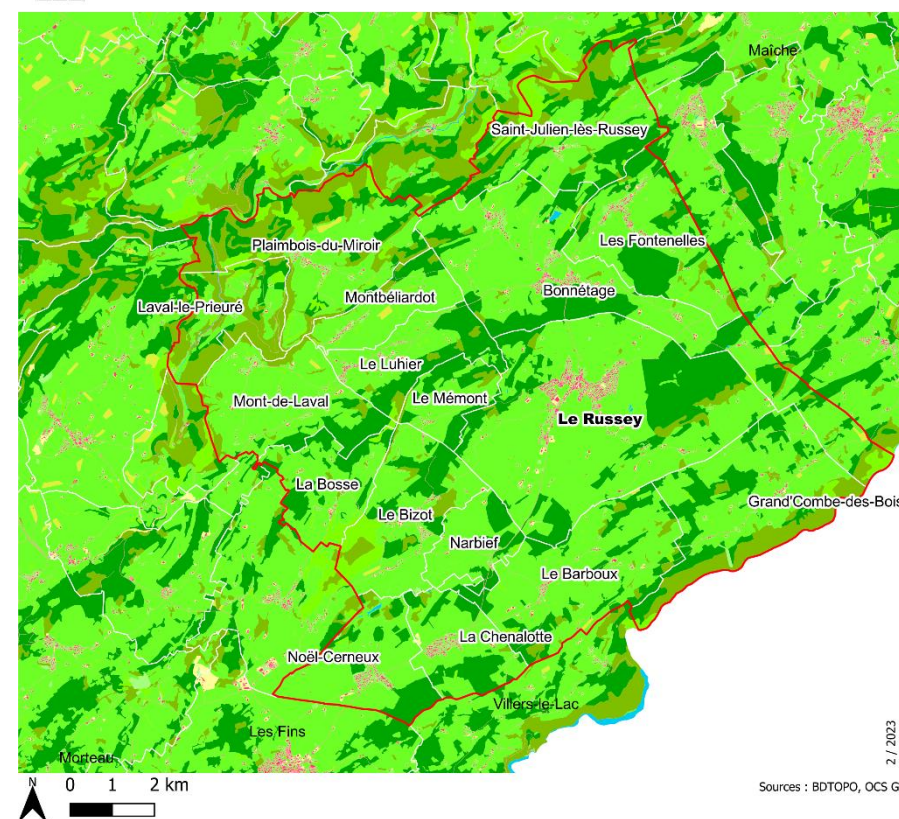 Maîche
Saint-Julien-lès-Russey
Les Fontenelles
Plaimbois-du-Miroir
Bonnétage
Montbéliardot
Laval-le-Prieuré
Le Luhier
Le Mémont
Mont-de-Laval
Le Russey
La Bosse
Grand'Combe-des-Bois
Le Bizot
Narbief
Le Barboux
La Chenalotte
Noël-Cerneux
Villers-le-Lac
Les Fins
Morteau
2 / 2023
N
0 1 2 km
Sources : BDTOPO, OCS G